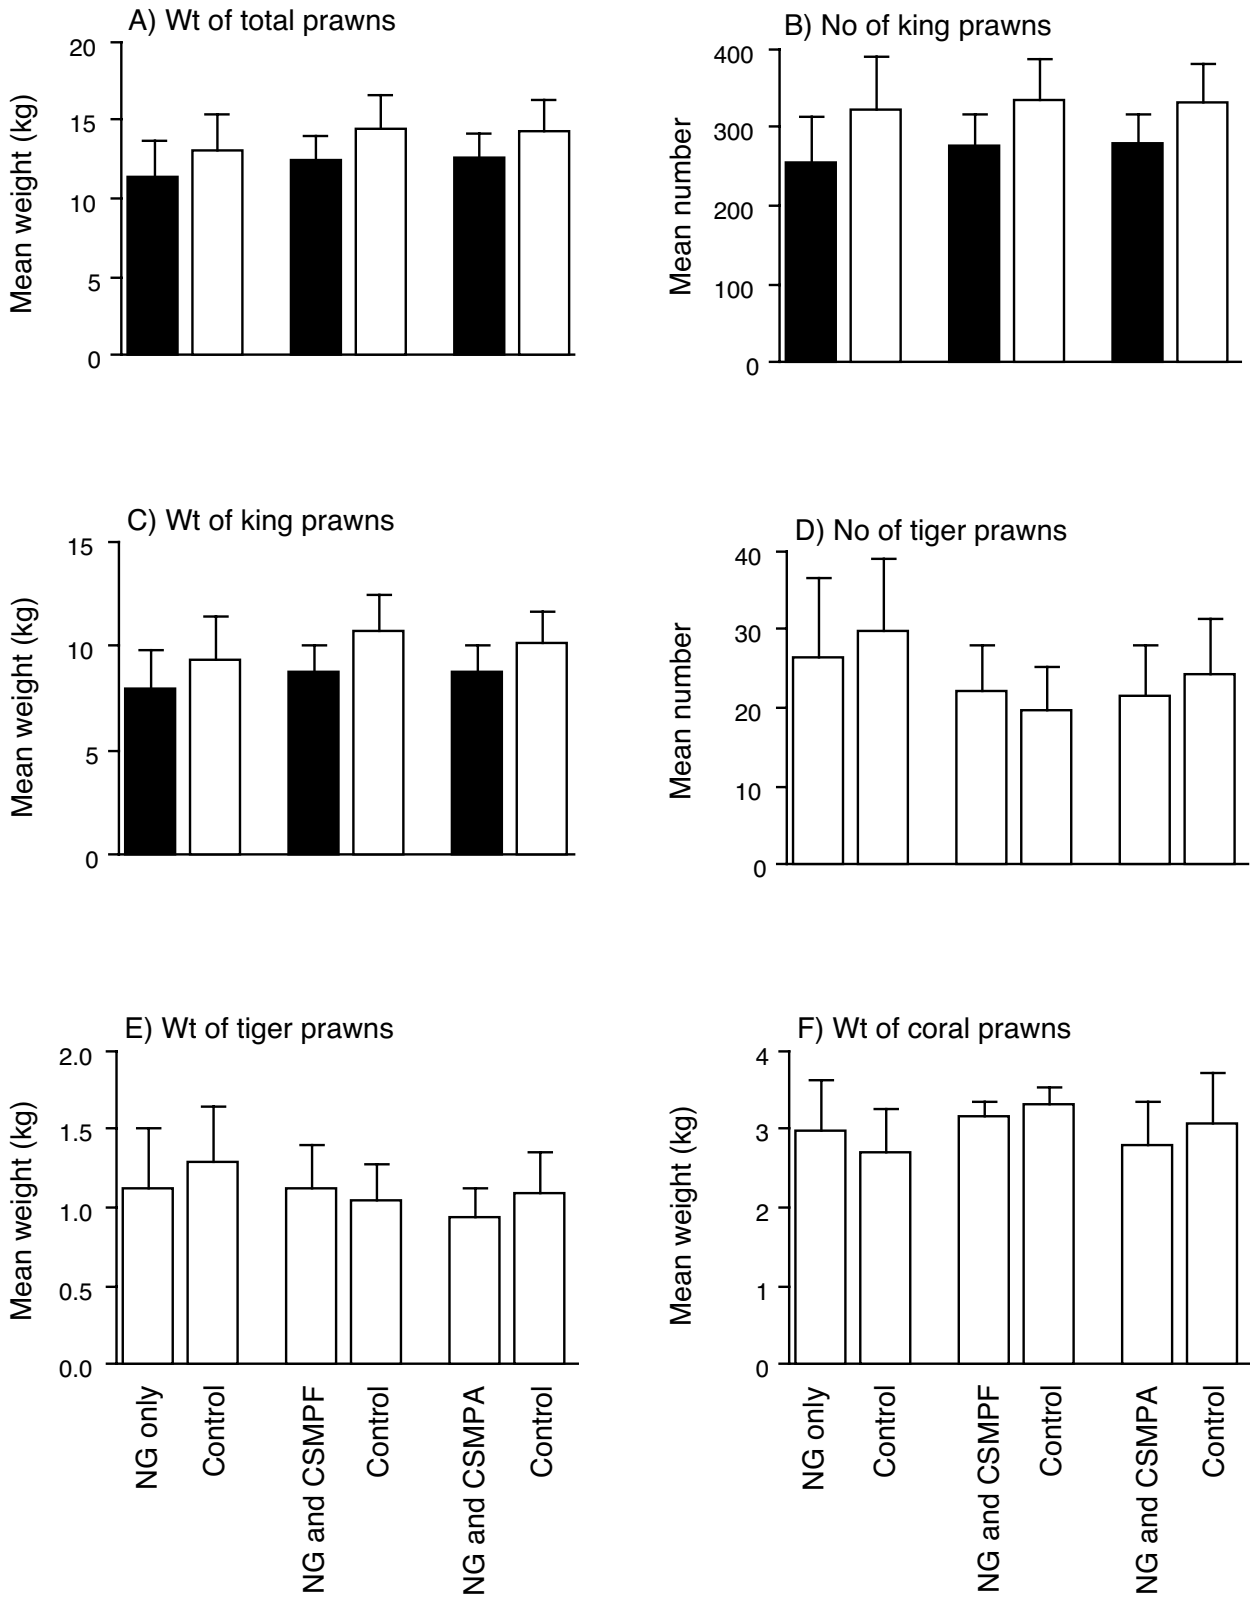 A) Wt of total prawns
Mean weight (kg)
20
15
10
5
0
B) No of king prawns
Mean number
400
300
200
100
0
C) Wt of king prawns
Mean weight (kg)
15
10
5
0
D) No of tiger prawns
Mean number
40
30
20
10
0
E) Wt of tiger prawns
Mean weight (kg)
2.0
1.5
1.0
0.5
0.0
NG only
Control
NG and CSMPF
Control
NG and CSMPA
Control
F) Wt of coral prawns
Mean weight (kg)
4
3
2
1
0
NG only
Control
NG and CSMPF
Control
NG and CSMPA
Control